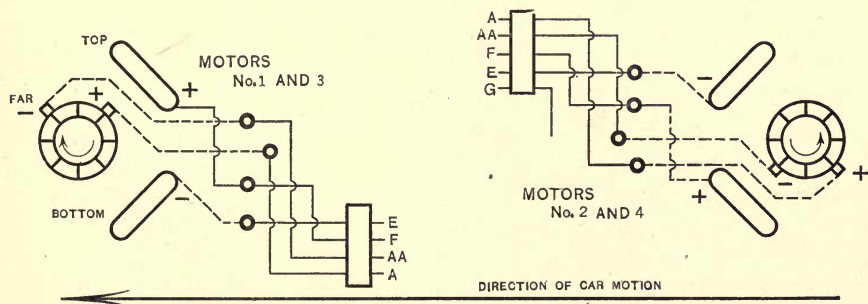 TOP
MOTORS
No.1 AND 3
+
FAR
−
+
BOTTOM
−
E
F
AA
A
A
AA
F
E
G
−
MOTORS
No. 2 AND 4
+
−
+
DIRECTION OF CAR MOTION